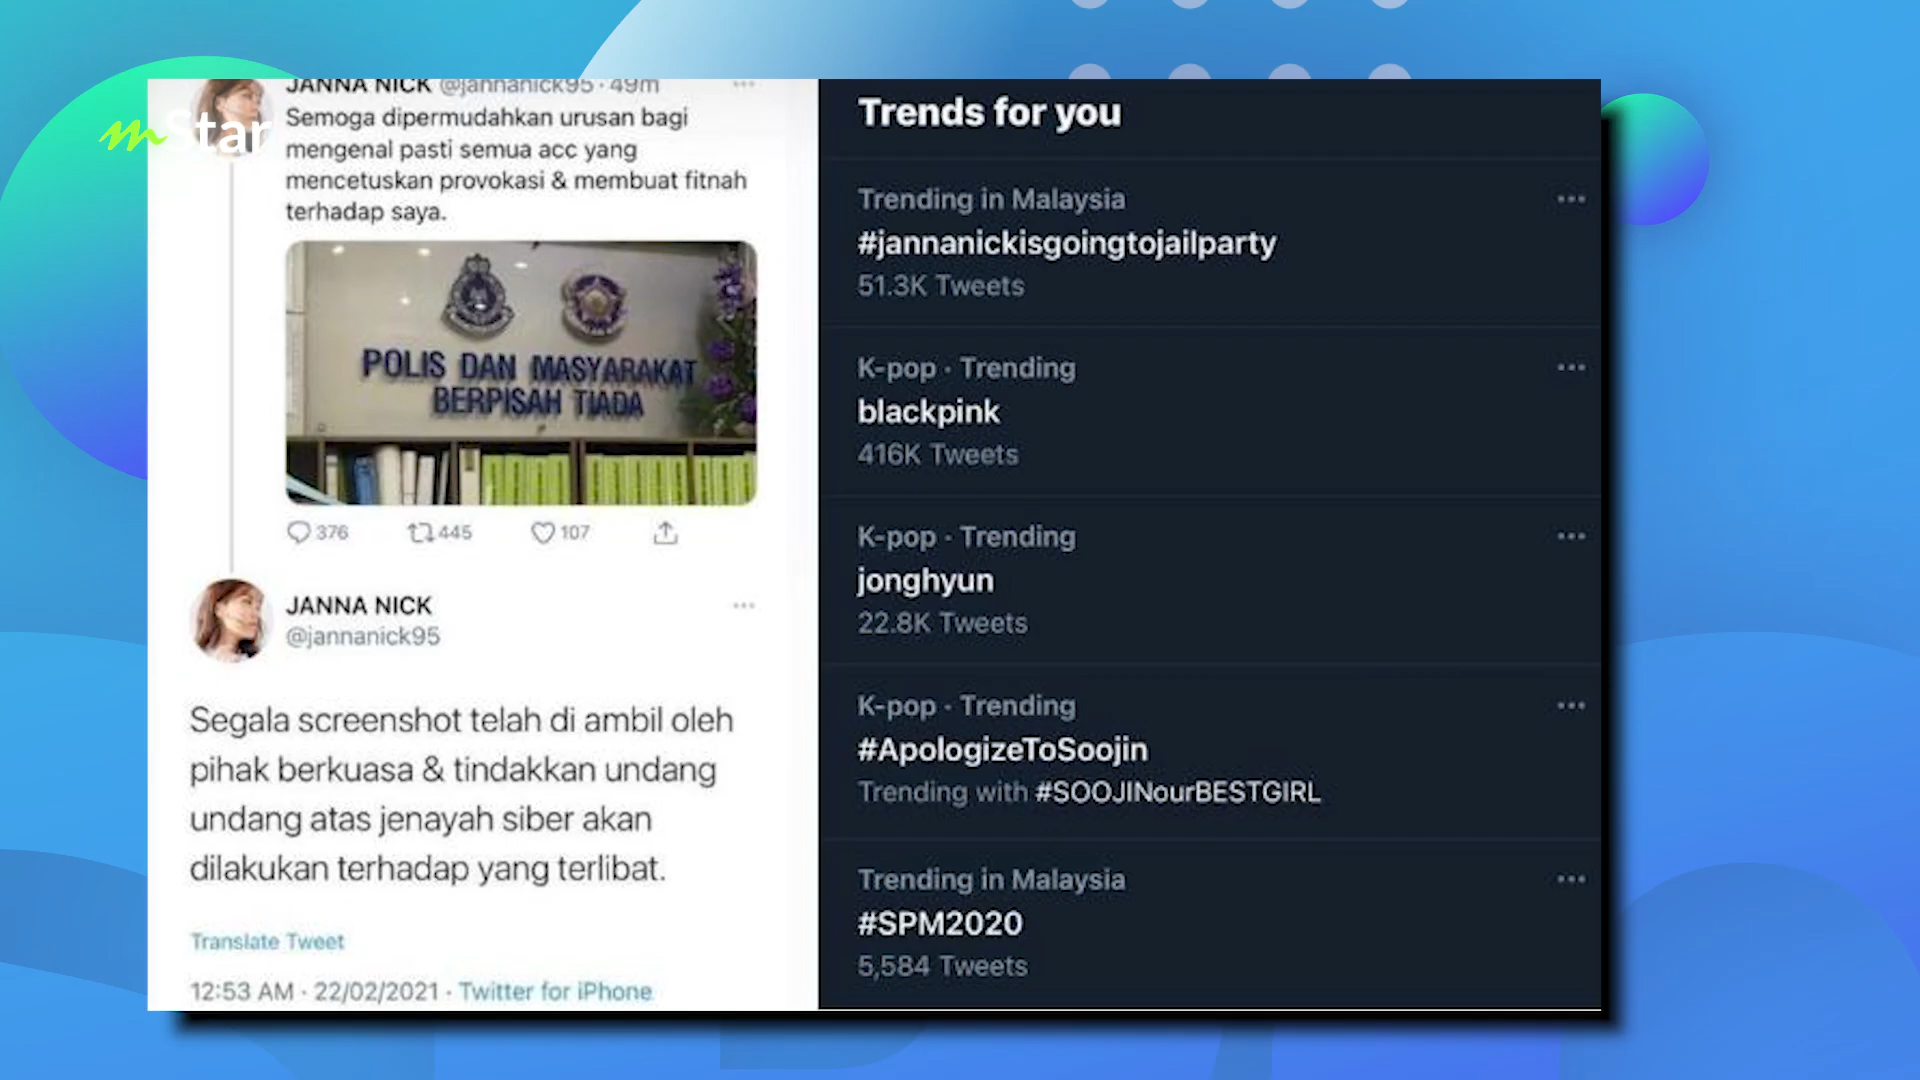 mStar
JANNA NICK @jannanick95 · 49m
Semoga dipermudahkan urusan bagi
mengenal pasti semua acc yang
mencetuskan provokasi & membuat fitnah
terhadap saya.
POLIS DAN MASYARAKAT
BERPISAH TIADA
376 445 107
JANNA NICK
@jannanick95
Segala screenshot telah di ambil oleh
pihak berkuasa & tindakkan undang
undang atas jenayah siber akan
dilakukan terhadap yang terlibat.
Translate Tweet
12:53 AM · 22/02/2021 · Twitter for iPhone
Trends for you
Trending in Malaysia
#jannanickisgoingtojailparty
51.3K Tweets
K-pop · Trending
blackpink
416K Tweets
K-pop · Trending
jonghyun
22.8K Tweets
K-pop · Trending
#ApologizeToSoojin
Trending with #SOOJINourBESTGIRL
Trending in Malaysia
#SPM2020
5,584 Tweets